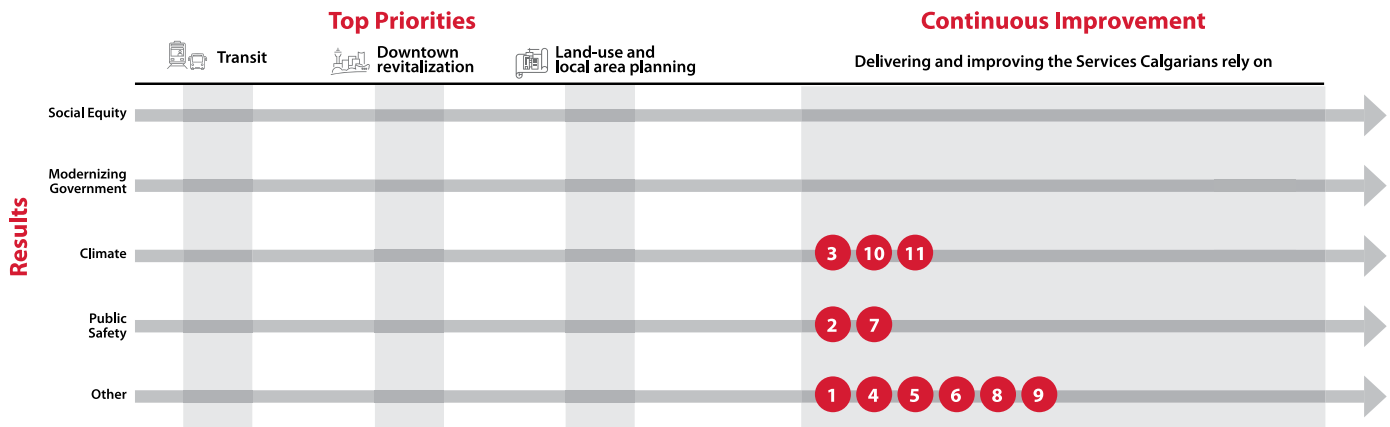 Top Priorities
Continuous Improvement
Transit
Downtown
revitalization
Land-use and
local area planning
Delivering and improving the Services Calgarians rely on
Results
Social Equity
Modernizing
Government
Climate
3 10 11
Public
Safety
2 7
Other
1 4 5 6 8 9